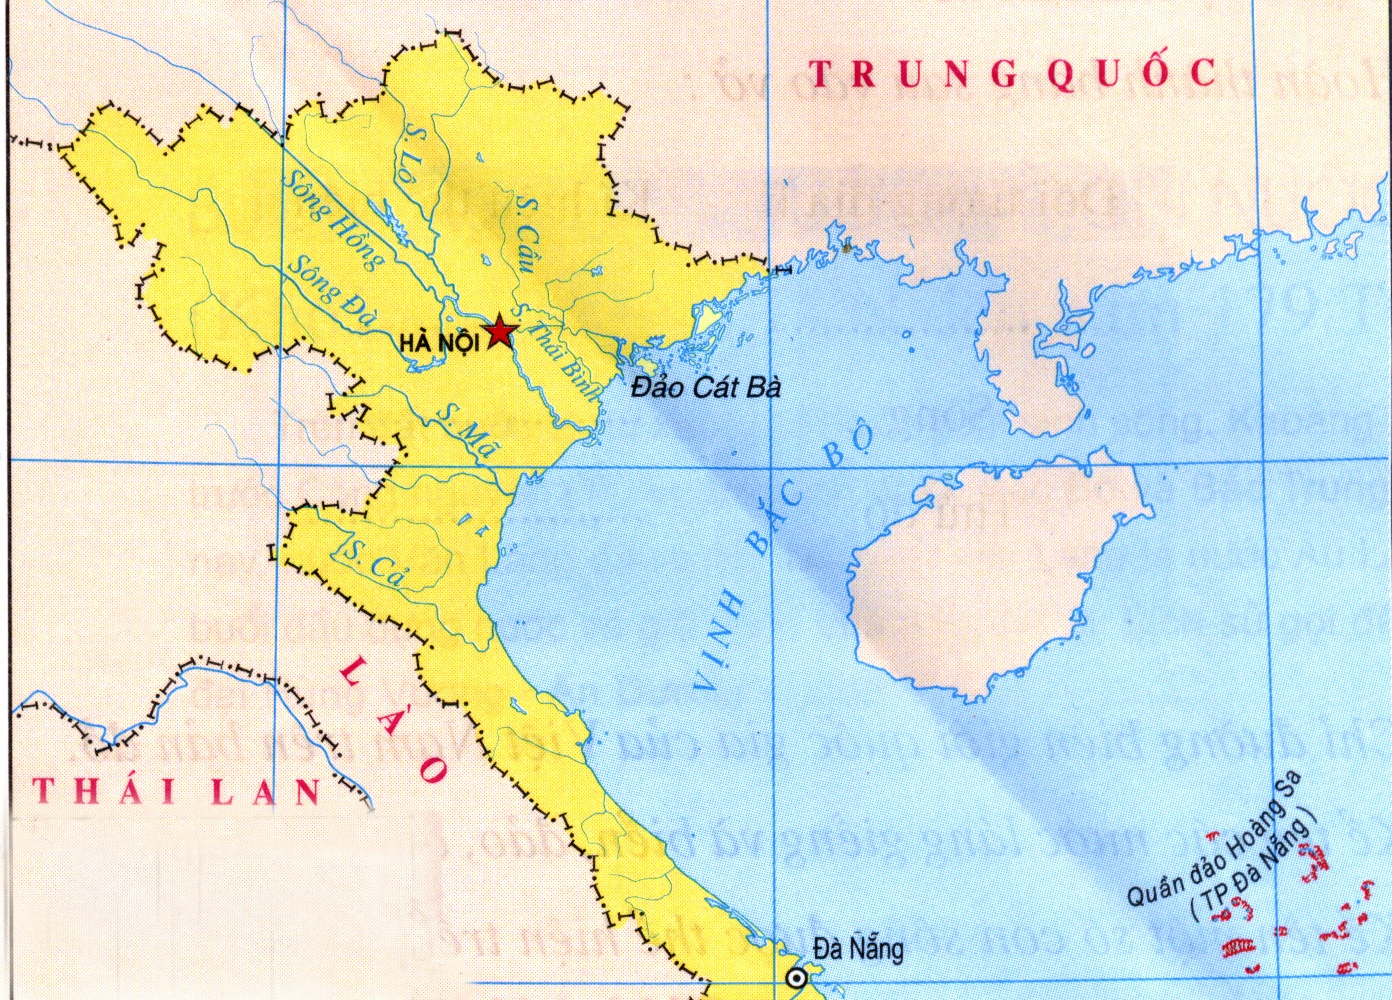 TRUNG QUỐC
S. Lô
Sông Hồng
S. Cầu
Sông Đà
HÀ NỘI
S. Thái Bình
Đảo Cát Bà
S. Mã
VỊNH BẮC BỘ
S. Cả
LÀO
THÁI LAN
Quần đảo Hoàng Sa
(TP Đà Nẵng)
Đà Nẵng